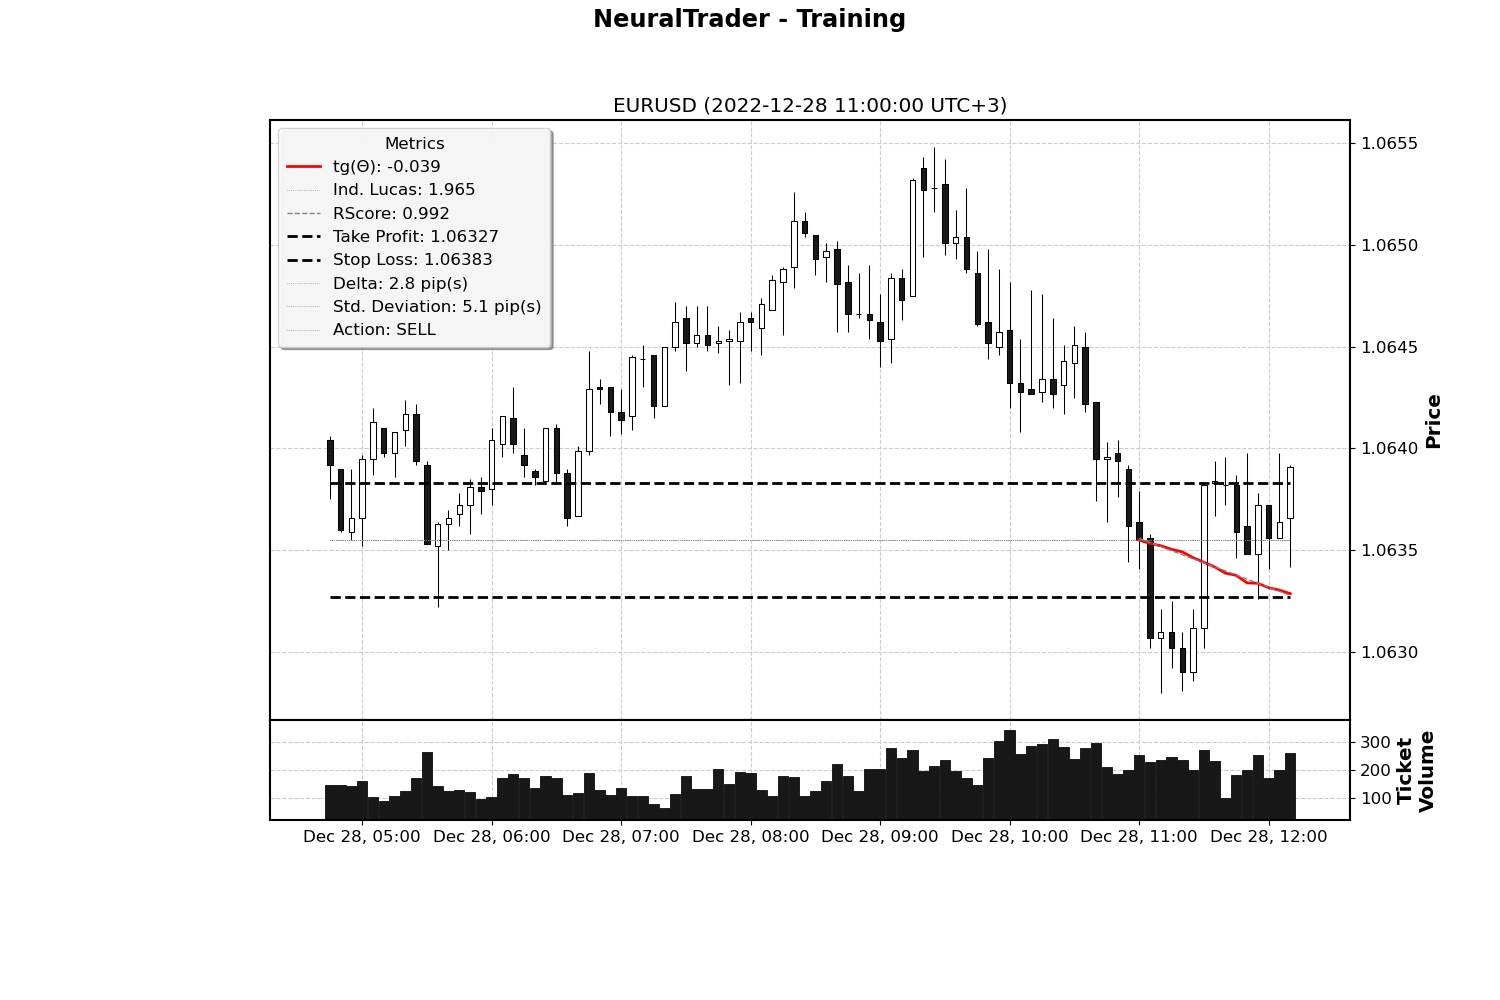 NeuralTrader - Training
EURUSD (2022-12-28 11:00:00 UTC+3)
Metrics
tg(Θ): -0.039
Ind. Lucas: 1.965
RScore: 0.992
Take Profit: 1.06327
Stop Loss: 1.06383
Delta: 2.8 pip(s)
Std. Deviation: 5.1 pip(s)
Action: SELL
1.0655
1.0650
1.0645
1.0640
1.0635
1.0630
Price
300
200
100
Ticket
Volume
Dec 28, 05:00 Dec 28, 06:00 Dec 28, 07:00 Dec 28, 08:00 Dec 28, 09:00 Dec 28, 10:00 Dec 28, 11:00 Dec 28, 12:00